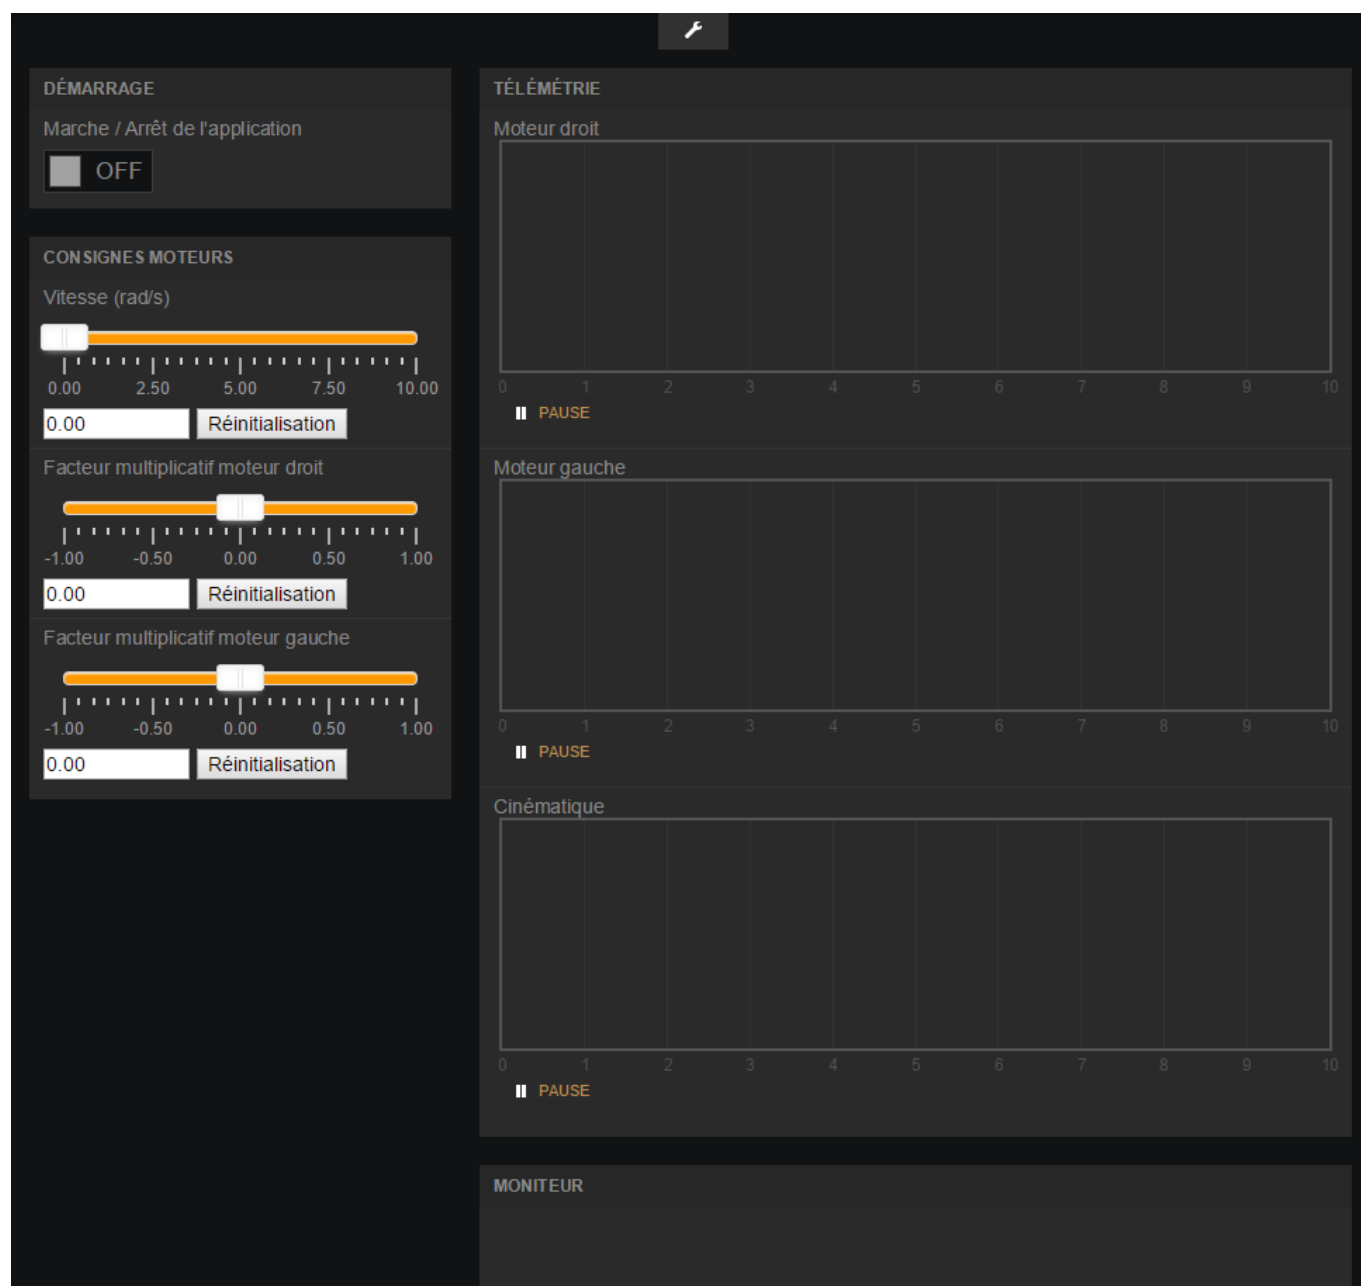 DÉMARRAGE
Marche / Arrêt de l'application
OFF
CONSIGNES MOTEURS
Vitesse (rad/s)
0.00 2.50 5.00 7.50 10.00
0.00 Réinitialisation
Facteur multiplicatif moteur droit
-1.00 -0.50 0.00 0.50 1.00
0.00 Réinitialisation
Facteur multiplicatif moteur gauche
-1.00 -0.50 0.00 0.50 1.00
0.00 Réinitialisation
TÉLÉMÉTRIE
Moteur droit
0 1 2 3 4 5 6 7 8 9 10
PAUSE
Moteur gauche
0 1 2 3 4 5 6 7 8 9 10
PAUSE
Cinématique
0 1 2 3 4 5 6 7 8 9 10
PAUSE
MONITEUR